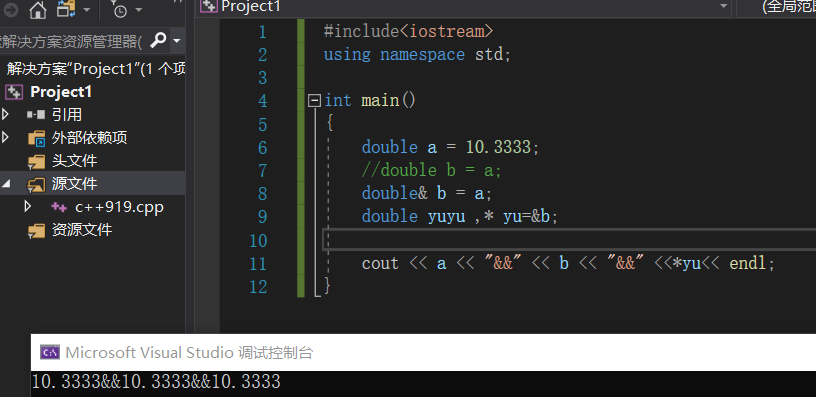 Project1
(全局范围
解决方案资源管理器(
解决方案"Project1"(1 个项
Project1
引用
外部依赖项
头文件
源文件
c++919.cpp
资源文件
1 #include<iostream>
2 using namespace std;
3
4 int main()
5 {
6 double a = 10.3333;
7 //double b = a;
8 double& b = a;
9 double yuyu ,* yu=&b;
10
11 cout << a << "&&" << b << "&&" <<*yu<< endl;
12 }
C:\ Microsoft Visual Studio 调试控制台
10.3333&&10.3333&&10.3333